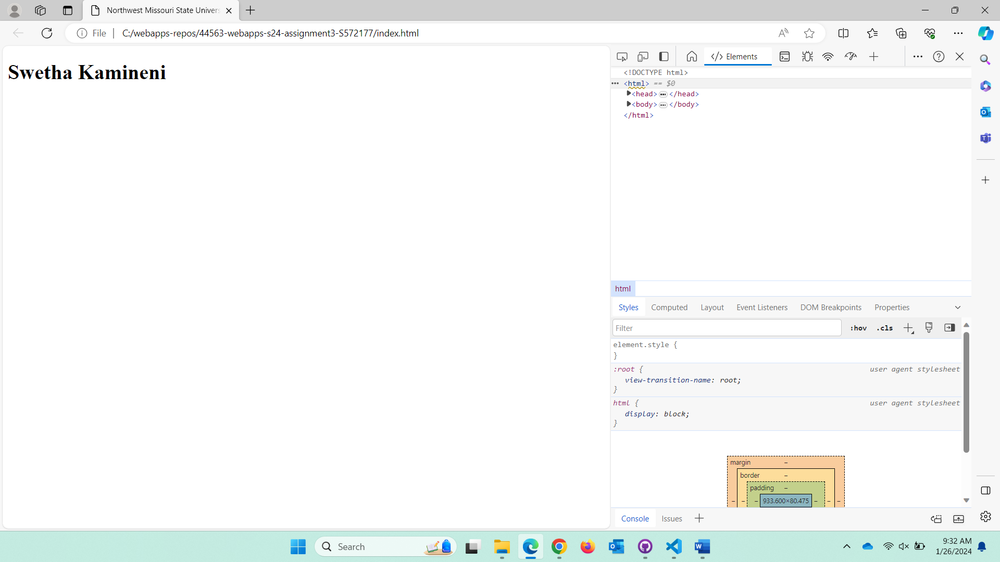 Northwest Missouri State Univers
File
C:/webapps-repos/44563-webapps-s24-assignment3-S572177/index.html
Swetha Kamineni
Elements
<!DOCTYPE html>
<html> == $0
<head> ••• </head>
<body> ••• </body>
</html>
html
Styles Computed Layout Event Listeners DOM Breakpoints Properties
Filter :hov .cls
element.style {
}
:root { user agent stylesheet
view-transition-name: root;
}
html { user agent stylesheet
display: block;
}
margin –
border –
padding –
– – – 933.600×80.475 – – –
Console Issues
Search
9:32 AM
1/26/2024